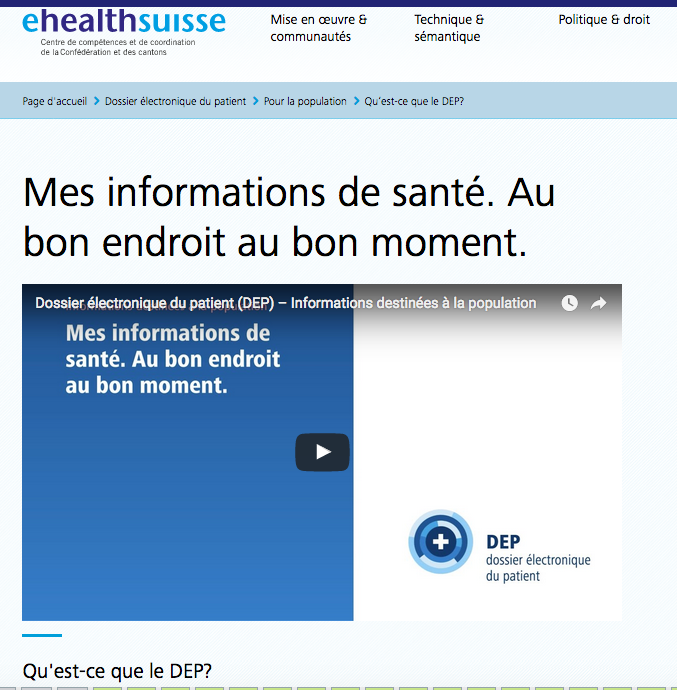 ehealthsuisse
Centre de compétences et de coordination
de la Confédération et des cantons
Mise en œuvre &
communautés
Technique &
sémantique
Politique & droit
Page d'accueil > Dossier électronique du patient > Pour la population > Qu'est-ce que le DEP?
Mes informations de santé. Au
bon endroit au bon moment.
Dossier électronique du patient (DEP) – Informations destinées à la population
Mes informations de
santé. Au bon endroit
au bon moment.
DEP
dossier électronique
du patient
Qu'est-ce que le DEP?